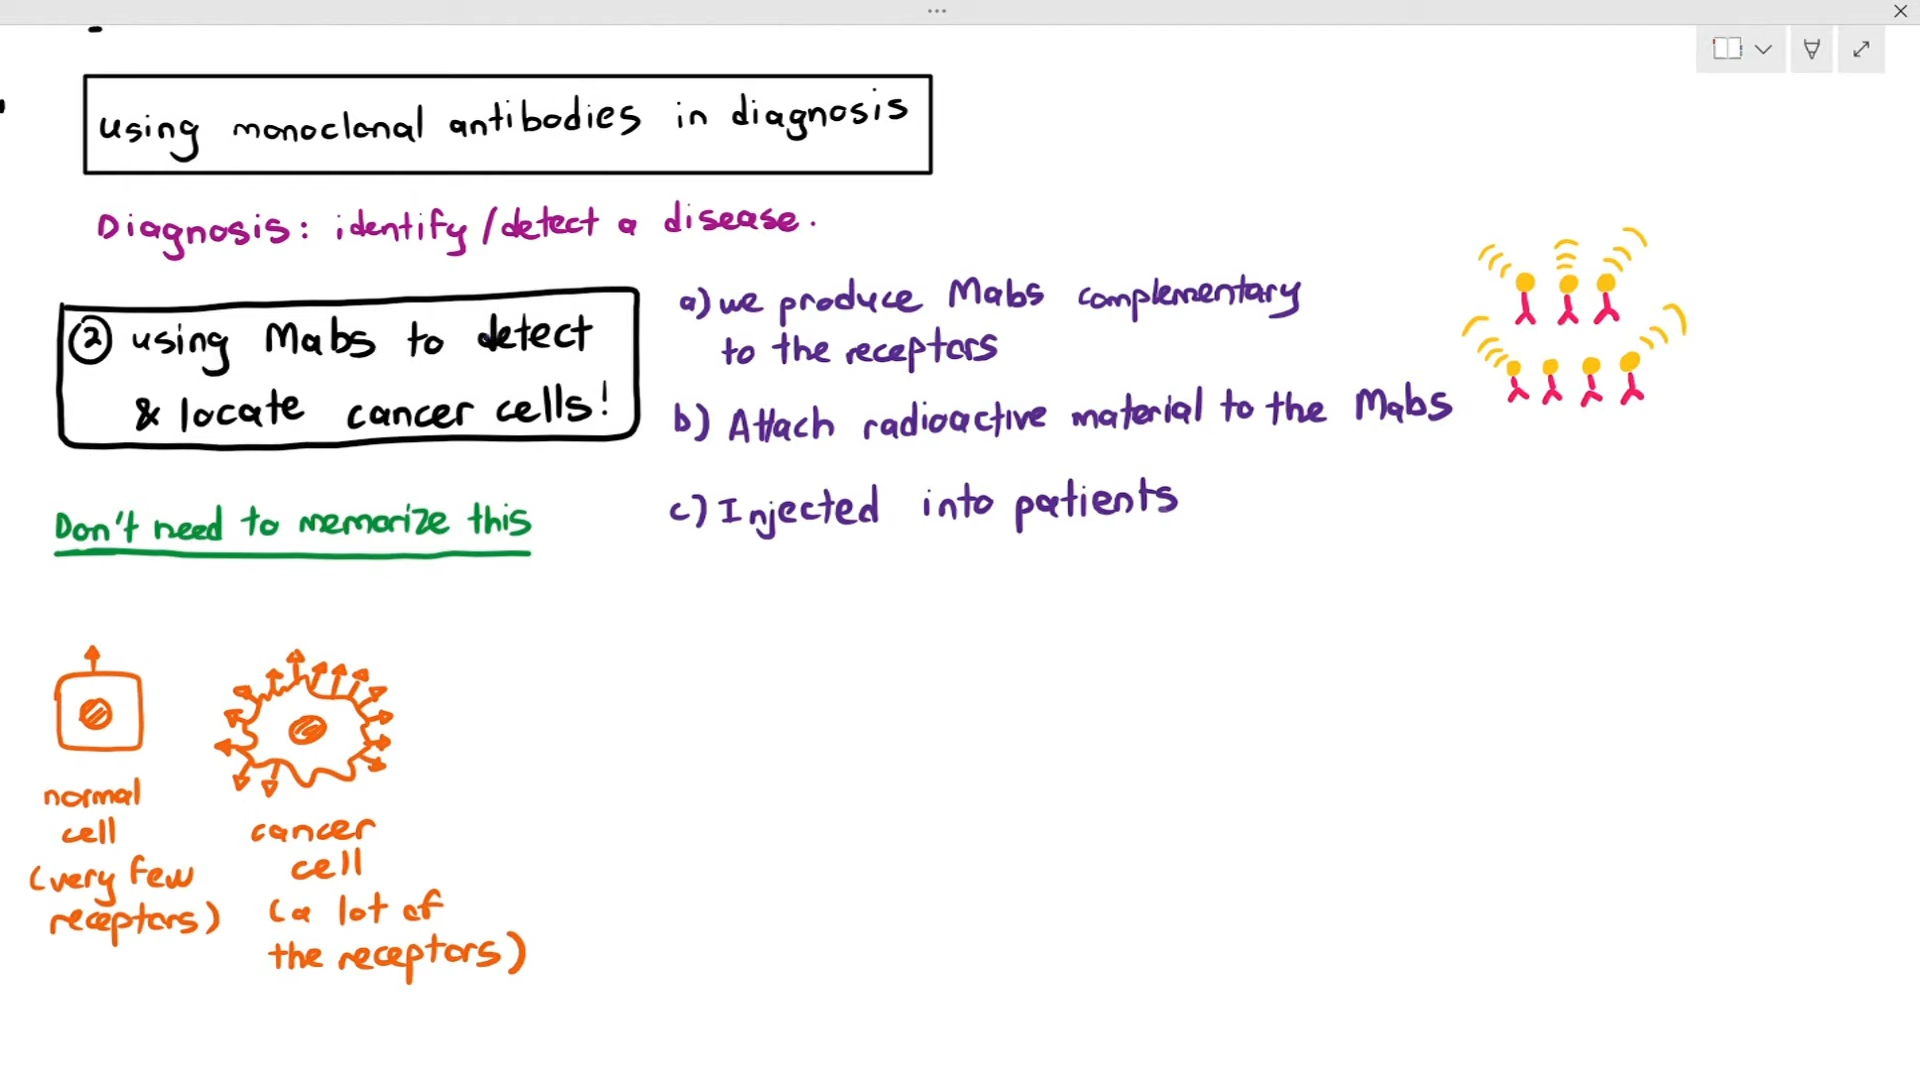 using monoclonal antibodies in diagnosis
Diagnosis: identify/detect a disease.
② using Mabs to detect
& locate cancer cells!
Don't need to memorize this
a) we produce Mabs complementary
to the receptors
b) Attach radioactive material to the Mabs
c) Injected into patients
normal
cell
(very few
receptors)
cancer
cell
(a lot of
the receptors)